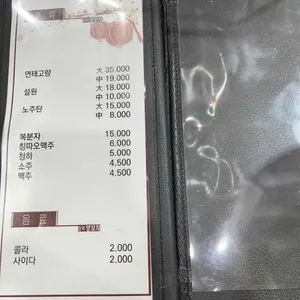 大 35.000
연태고량 中 19.000
大 18.000
설원 中 10.000
大 15.000
노주탄 中 8.000
복분자 15.000
칭따오맥주 6.000
청하 5.000
소주 4.500
맥주 4.500
음료
콜라 2.000
사이다 2.000